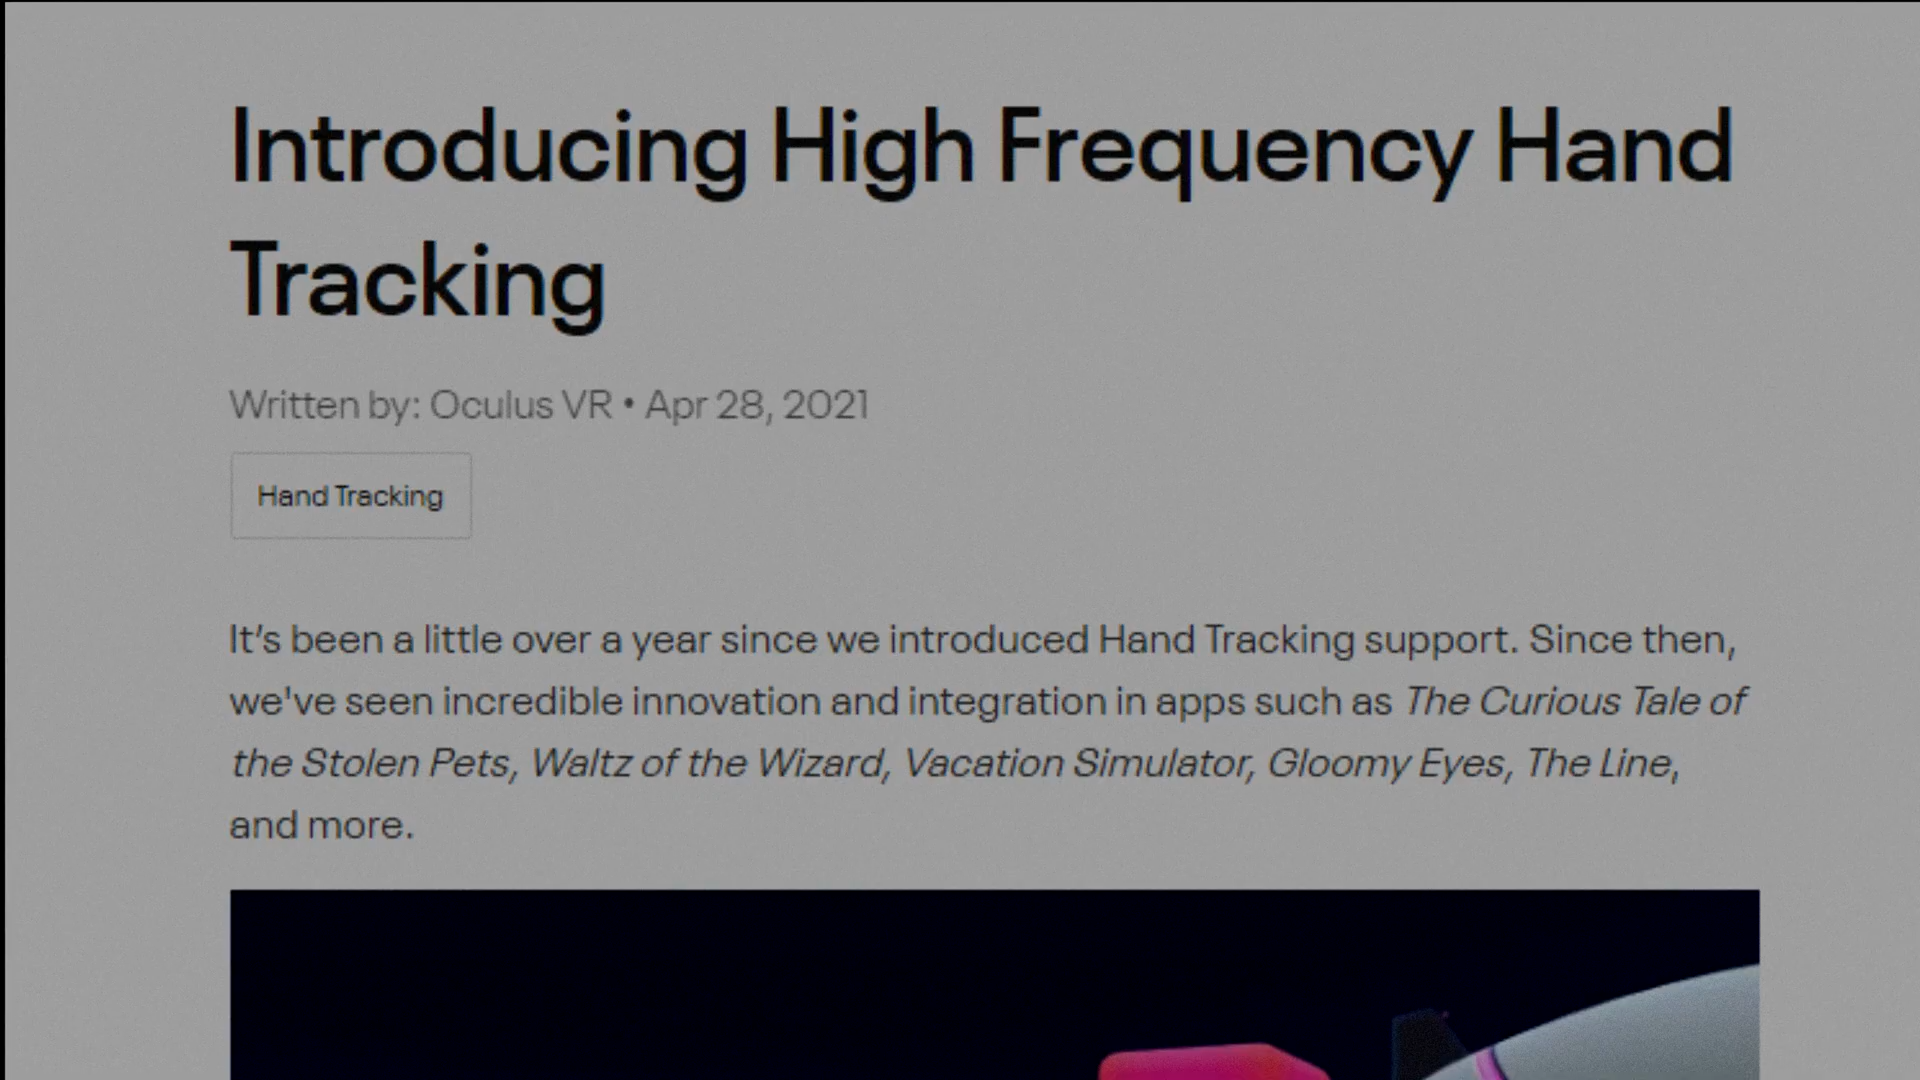 Introducing High Frequency Hand
Tracking
Written by: Oculus VR • Apr 28, 2021
Hand Tracking
It’s been a little over a year since we introduced Hand Tracking support. Since then,
we've seen incredible innovation and integration in apps such as The Curious Tale of
the Stolen Pets, Waltz of the Wizard, Vacation Simulator, Gloomy Eyes, The Line,
and more.